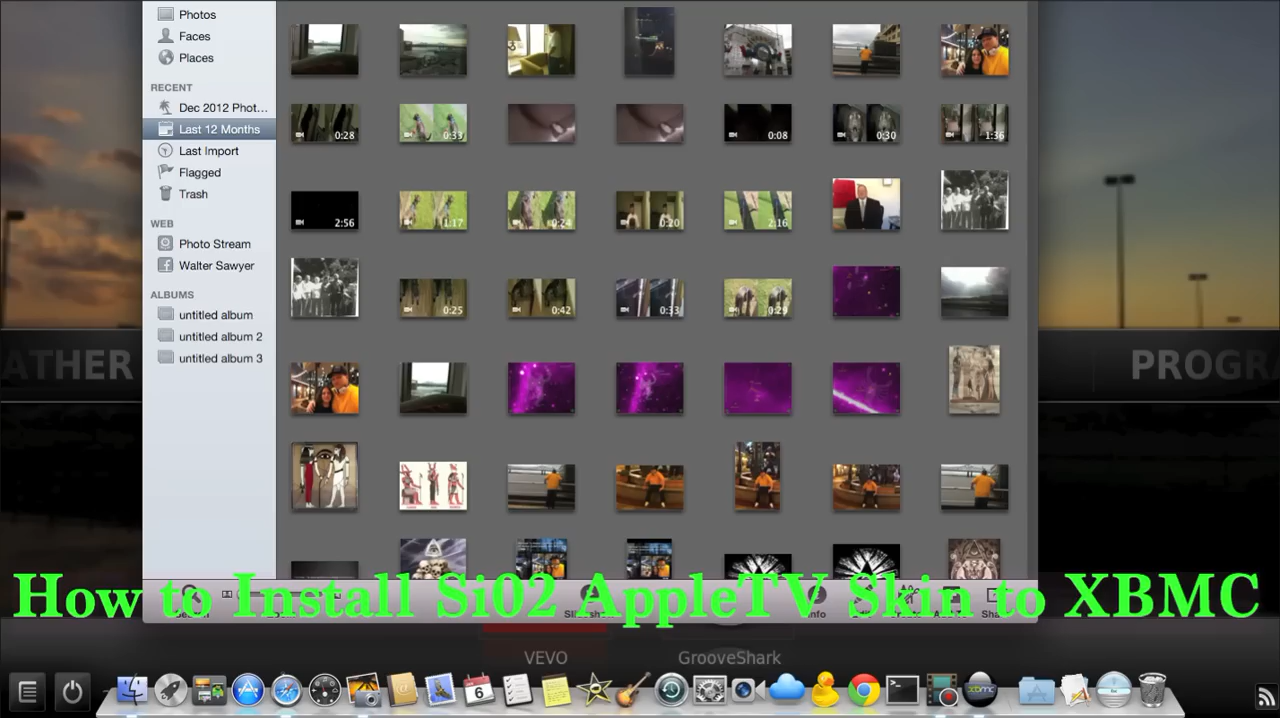 Photos
Faces
Places
RECENT
Dec 2012 Phot...
Last 12 Months
Last Import
Flagged
Trash
WEB
Photo Stream
Walter Sawyer
ALBUMS
untitled album
untitled album 2
untitled album 3
0:28
0:33
0:08
0:30
1:36
2:56
1:17
0:24
0:20
2:16
0:25
0:42
0:33
0:29
ATHER
PROGRA
How to Install Si02 AppleTV Skin to XBMC
VEVO
GrooveShark
6
xbmc